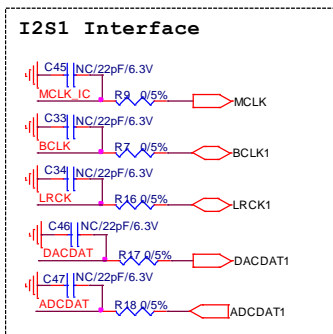 I2S1 Interface
C45 NC/22pF/6.3V
MCLK_IC
R9 0/5%
MCLK
C33 NC/22pF/6.3V
BCLK
R7 0/5%
BCLK1
C34 NC/22pF/6.3V
LRCK
R16 0/5%
LRCK1
C46 NC/22pF/6.3V
DACDAT
R17 0/5%
DACDAT1
C47 NC/22pF/6.3V
ADCDAT
R18 0/5%
ADCDAT1